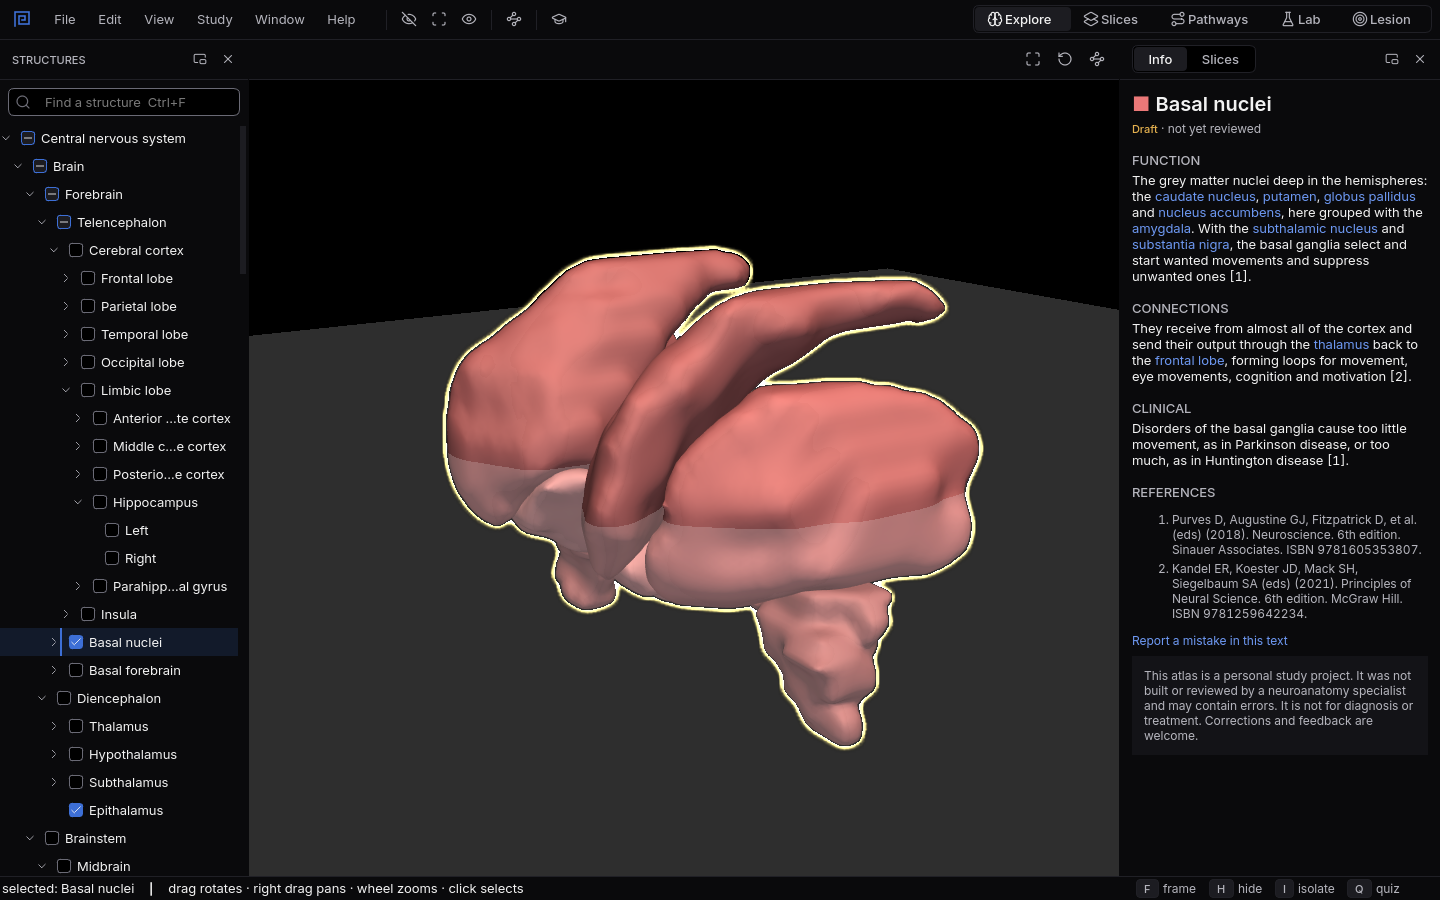 File Edit View Study Window Help
Explore Slices Pathways Lab Lesion
STRUCTURES
Find a structure Ctrl+F
Central nervous system
Brain
Forebrain
Telencephalon
Cerebral cortex
Frontal lobe
Parietal lobe
Temporal lobe
Occipital lobe
Limbic lobe
Anterior ...te cortex
Middle c...e cortex
Posterio...e cortex
Hippocampus
Left
Right
Parahipp...al gyrus
Insula
Basal nuclei
Basal forebrain
Diencephalon
Thalamus
Hypothalamus
Subthalamus
Epithalamus
Brainstem
Midbrain
Info Slices
Basal nuclei
Draft · not yet reviewed
FUNCTION
The grey matter nuclei deep in the hemispheres:
the caudate nucleus, putamen, globus pallidus
and nucleus accumbens, here grouped with the
amygdala. With the subthalamic nucleus and
substantia nigra, the basal ganglia select and
start wanted movements and suppress
unwanted ones [1].
CONNECTIONS
They receive from almost all of the cortex and
send their output through the thalamus back to
the frontal lobe, forming loops for movement,
eye movements, cognition and motivation [2].
CLINICAL
Disorders of the basal ganglia cause too little
movement, as in Parkinson disease, or too
much, as in Huntington disease [1].
REFERENCES
1. Purves D, Augustine GJ, Fitzpatrick D, et al.
(eds) (2018). Neuroscience. 6th edition.
Sinauer Associates. ISBN 9781605353807.
2. Kandel ER, Koester JD, Mack SH,
Siegelbaum SA (eds) (2021). Principles of
Neural Science. 6th edition. McGraw Hill.
ISBN 9781259642234.
Report a mistake in this text
This atlas is a personal study project. It was not
built or reviewed by a neuroanatomy specialist
and may contain errors. It is not for diagnosis or
treatment. Corrections and feedback are
welcome.
selected: Basal nuclei | drag rotates · right drag pans · wheel zooms · click selects
F frame H hide I isolate Q quiz